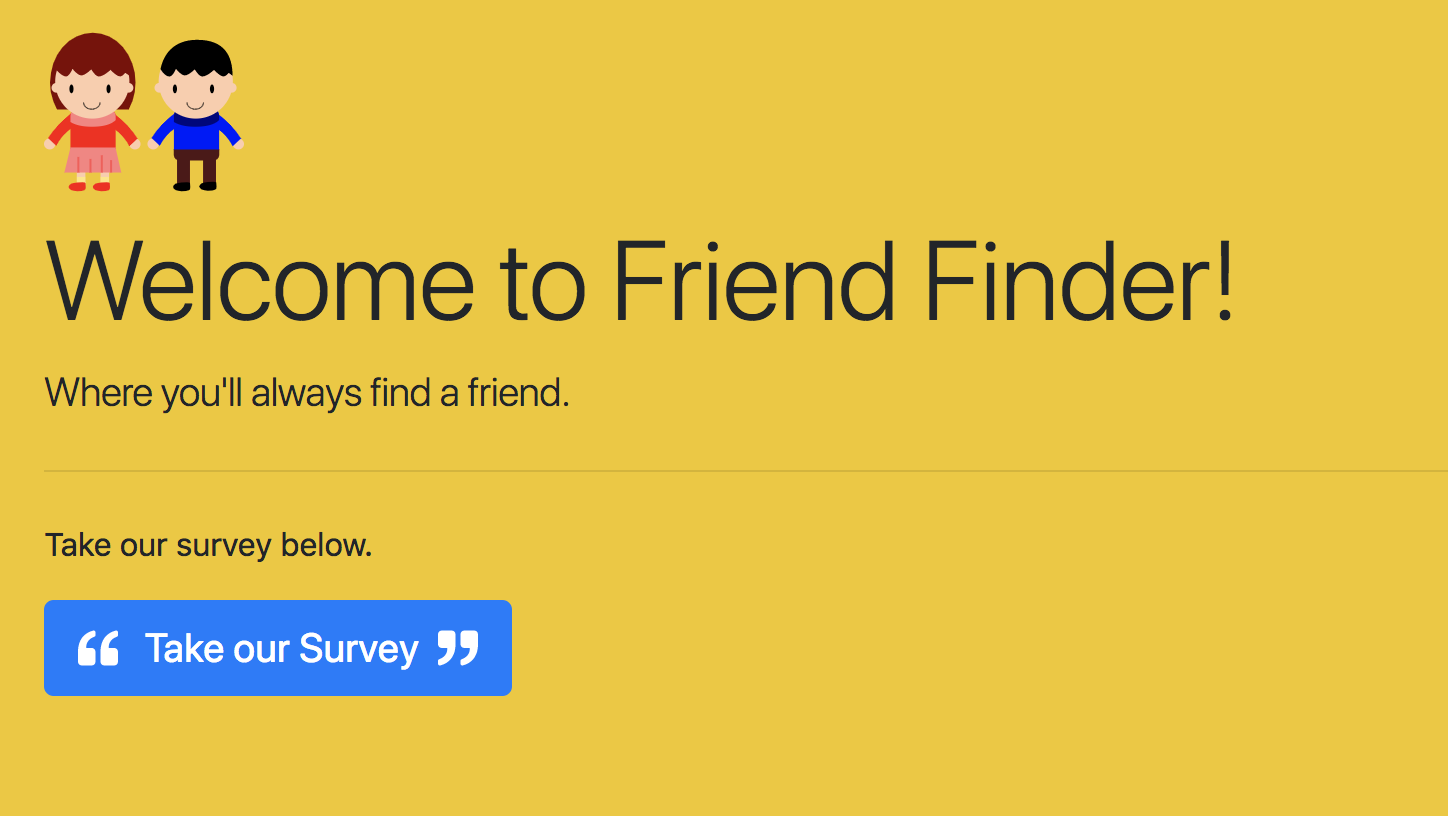 Welcome to Friend Finder!
Where you'll always find a friend.
Take our survey below.
❝ Take our Survey ❞